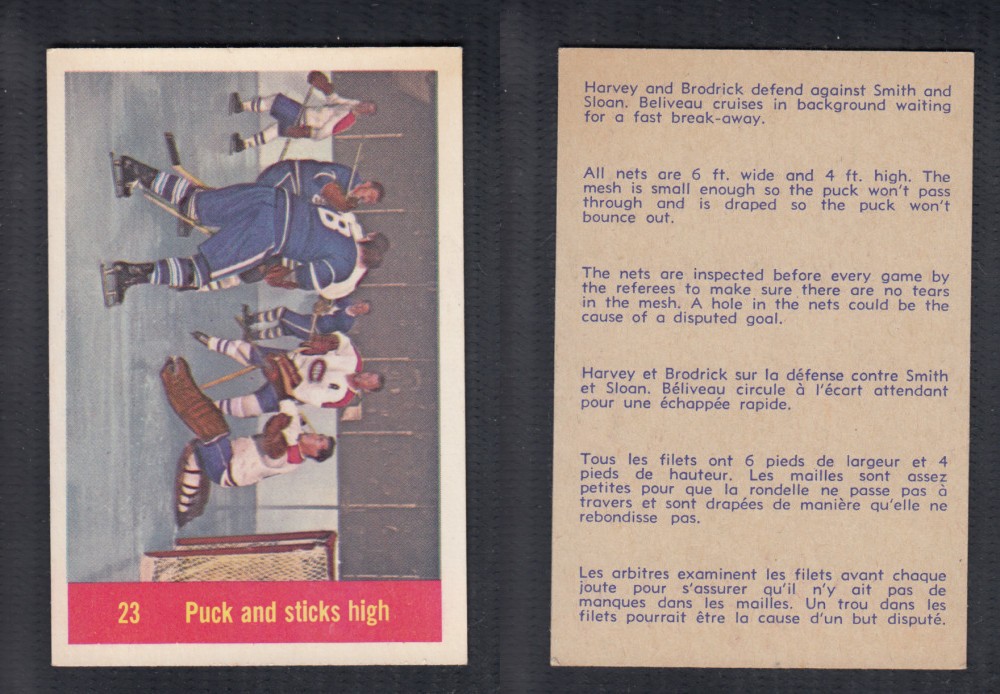 23 Puck and sticks high
8
Harvey and Brodrick defend against Smith and
Sloan. Beliveau cruises in background waiting
for a fast break-away.
All nets are 6 ft. wide and 4 ft. high. The
mesh is small enough so the puck won't pass
through and is draped so the puck won't
bounce out.
The nets are inspected before every game by
the referees to make sure there are no tears
in the mesh. A hole in the nets could be the
cause of a disputed goal.
Harvey et Brodrick sur la défense contre Smith
et Sloan. Béliveau circule à l'écart attendant
pour une échappée rapide.
Tous les filets ont 6 pieds de largeur et 4
pieds de hauteur. Les mailles sont assez
petites pour que la rondelle ne passe pas à
travers et sont drapées de manière qu'elle ne
rebondisse pas.
Les arbitres examinent les filets avant chaque
joute pour s'assurer qu'il n'y ait pas de
manques dans les mailles. Un trou dans les
filets pourrait être la cause d'un but disputé.